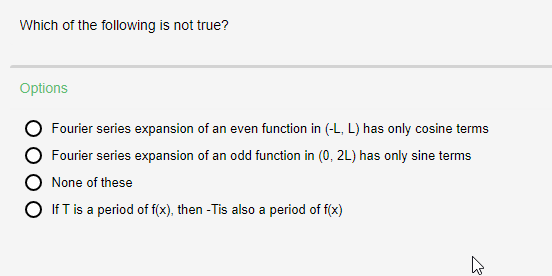 Which of the following is not true?
Options
Fourier series expansion of an even function in (-L, L) has only cosine terms
Fourier series expansion of an odd function in (0, 2L) has only sine terms
None of these
If T is a period of f(x), then -Tis also a period of f(x)